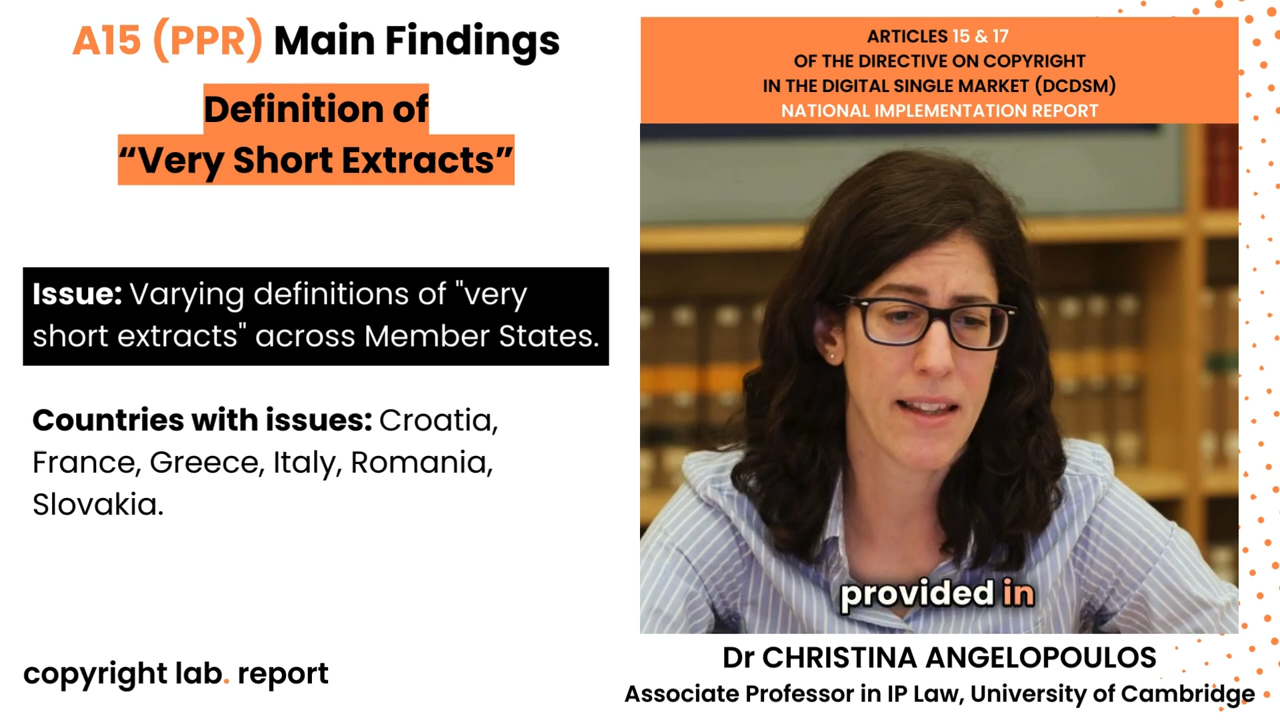 A15 (PPR) Main Findings
Definition of
“Very Short Extracts”
Issue: Varying definitions of "very
short extracts" across Member States.
Countries with issues: Croatia,
France, Greece, Italy, Romania,
Slovakia.
copyright lab. report
ARTICLES 15 & 17
OF THE DIRECTIVE ON COPYRIGHT
IN THE DIGITAL SINGLE MARKET (DCDSM)
NATIONAL IMPLEMENTATION REPORT
provided in
Dr CHRISTINA ANGELOPOULOS
Associate Professor in IP Law, University of Cambridge